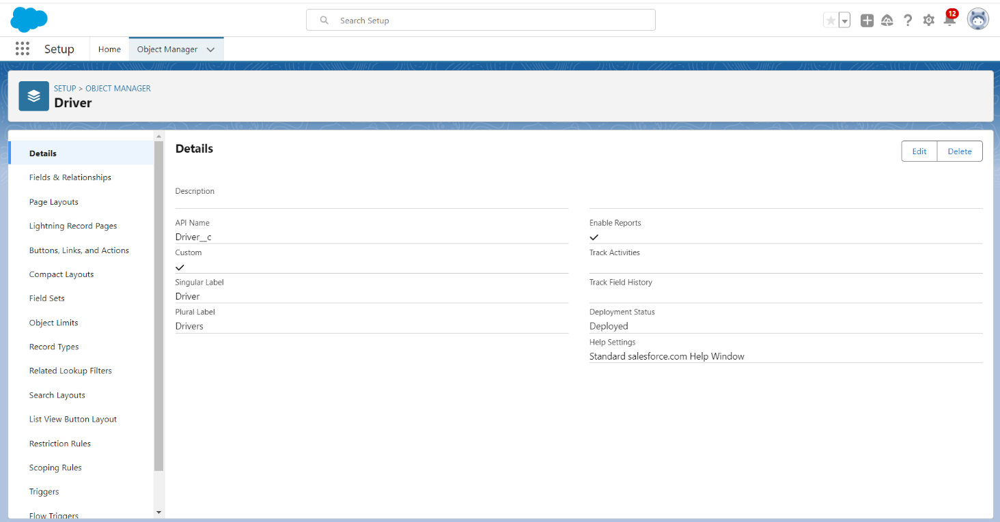 Search Setup
12
Setup
Home
Object Manager
SETUP > OBJECT MANAGER
Driver
Details
Fields & Relationships
Page Layouts
Lightning Record Pages
Buttons, Links, and Actions
Compact Layouts
Field Sets
Object Limits
Record Types
Related Lookup Filters
Search Layouts
List View Button Layout
Restriction Rules
Scoping Rules
Triggers
Flow Triggers
Details
Edit
Delete
Description
API Name
Driver__c
Custom
Singular Label
Driver
Plural Label
Drivers
Enable Reports
Track Activities
Track Field History
Deployment Status
Deployed
Help Settings
Standard salesforce.com Help Window